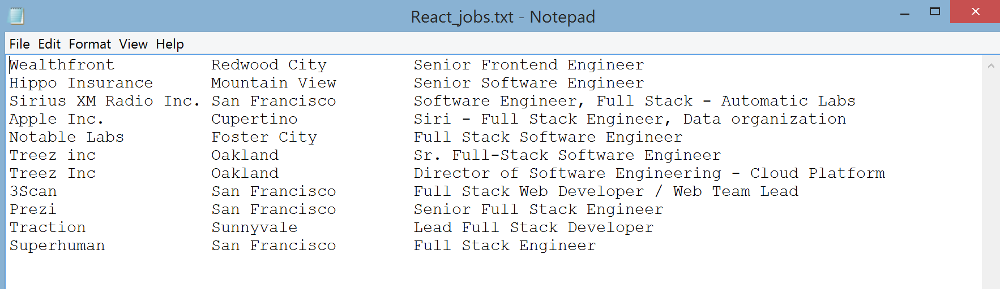 React_jobs.txt - Notepad
File Edit Format View Help
Wealthfront Redwood City Senior Frontend Engineer
Hippo Insurance Mountain View Senior Software Engineer
Sirius XM Radio Inc. San Francisco Software Engineer, Full Stack - Automatic Labs
Apple Inc. Cupertino Siri - Full Stack Engineer, Data organization
Notable Labs Foster City Full Stack Software Engineer
Treez inc Oakland Sr. Full-Stack Software Engineer
Treez Inc Oakland Director of Software Engineering - Cloud Platform
3Scan San Francisco Full Stack Web Developer / Web Team Lead
Prezi San Francisco Senior Full Stack Engineer
Traction Sunnyvale Lead Full Stack Developer
Superhuman San Francisco Full Stack Engineer